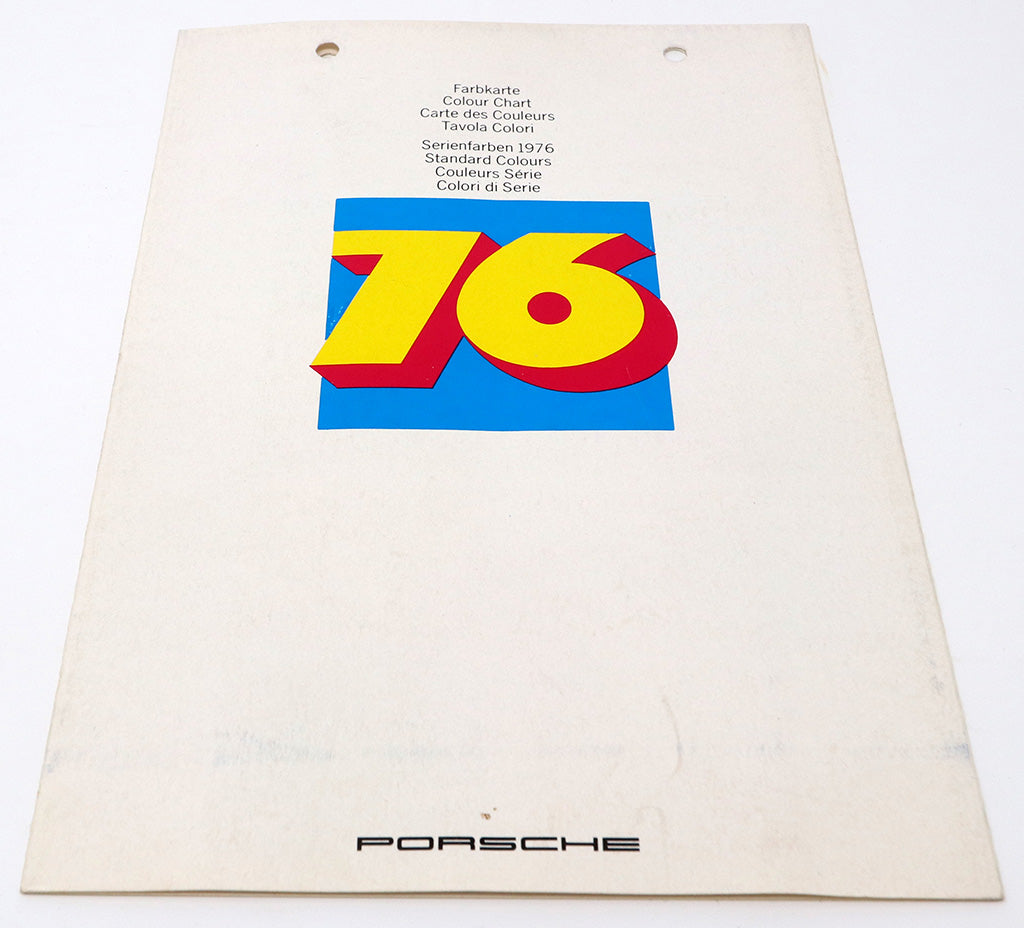 Farbkarte
Colour Chart
Carte des Couleurs
Tavola Colori
Serienfarben 1976
Standard Colours
Couleurs Série
Colori di Serie
76
PORSCHE